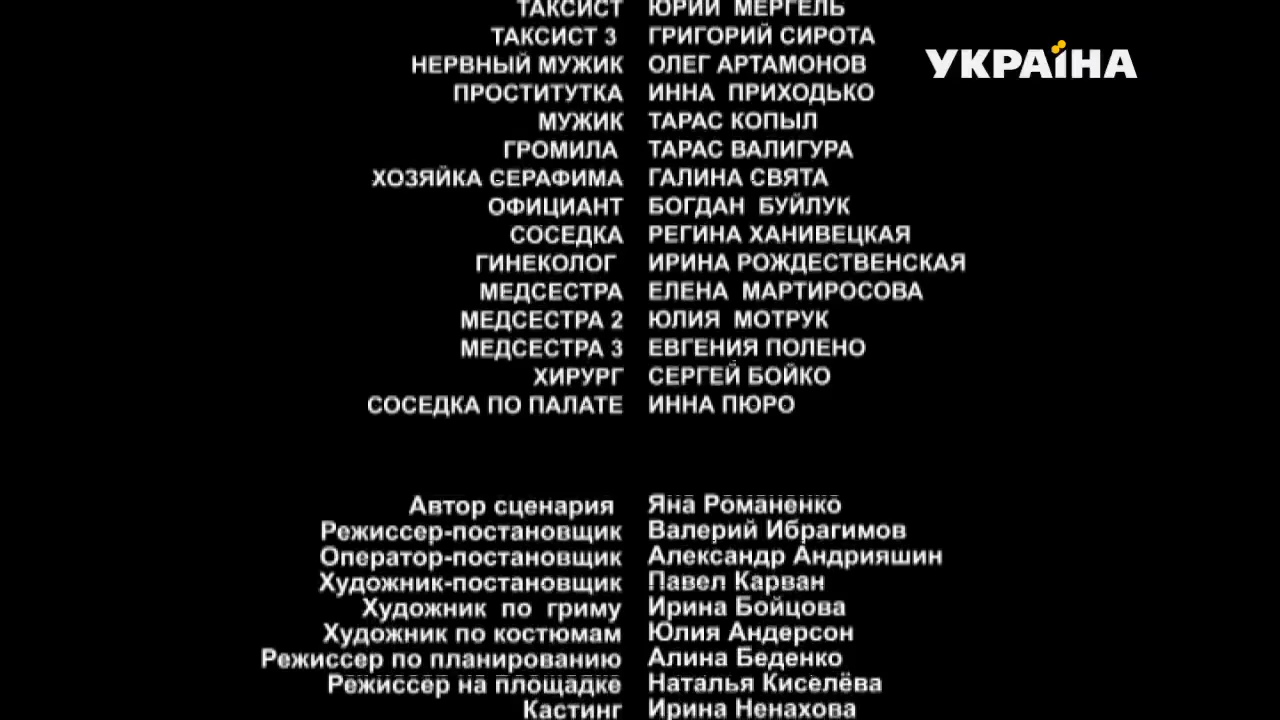 ТАКСИСТ ЮРИЙ МЕРГЕЛЬ
ТАКСИСТ 3 ГРИГОРИЙ СИРОТА
УКРАЇНА
НЕРВНЫЙ МУЖИК ОЛЕГ АРТАМОНОВ
ПРОСТИТУТКА ИННА ПРИХОДЬКО
МУЖИК ТАРАС КОПЫЛ
ГРОМИЛА ТАРАС ВАЛИГУРА
ХОЗЯЙКА СЕРАФИМА ГАЛИНА СВЯТА
ОФИЦИАНТ БОГДАН БУЙЛУК
СОСЕДКА РЕГИНА ХАНИВЕЦКАЯ
ГИНЕКОЛОГ ИРИНА РОЖДЕСТВЕНСКАЯ
МЕДСЕСТРА ЕЛЕНА МАРТИРОСОВА
МЕДСЕСТРА 2 ЮЛИЯ МОТРУК
МЕДСЕСТРА 3 ЕВГЕНИЯ ПОЛЕНО
ХИРУРГ СЕРГЕЙ БОЙКО
СОСЕДКА ПО ПАЛАТЕ ИННА ПЮРО
Автор сценария Яна Романенко
Режиссер-постановщик Валерий Ибрагимов
Оператор-постановщик Александр Андрияшин
Художник-постановщик Павел Карван
Художник по гриму Ирина Бойцова
Художник по костюмам Юлия Андерсон
Режиссер по планированию Алина Беденко
Режиссер на площадке Наталья Киселёва
Кастинг Ирина Ненахова